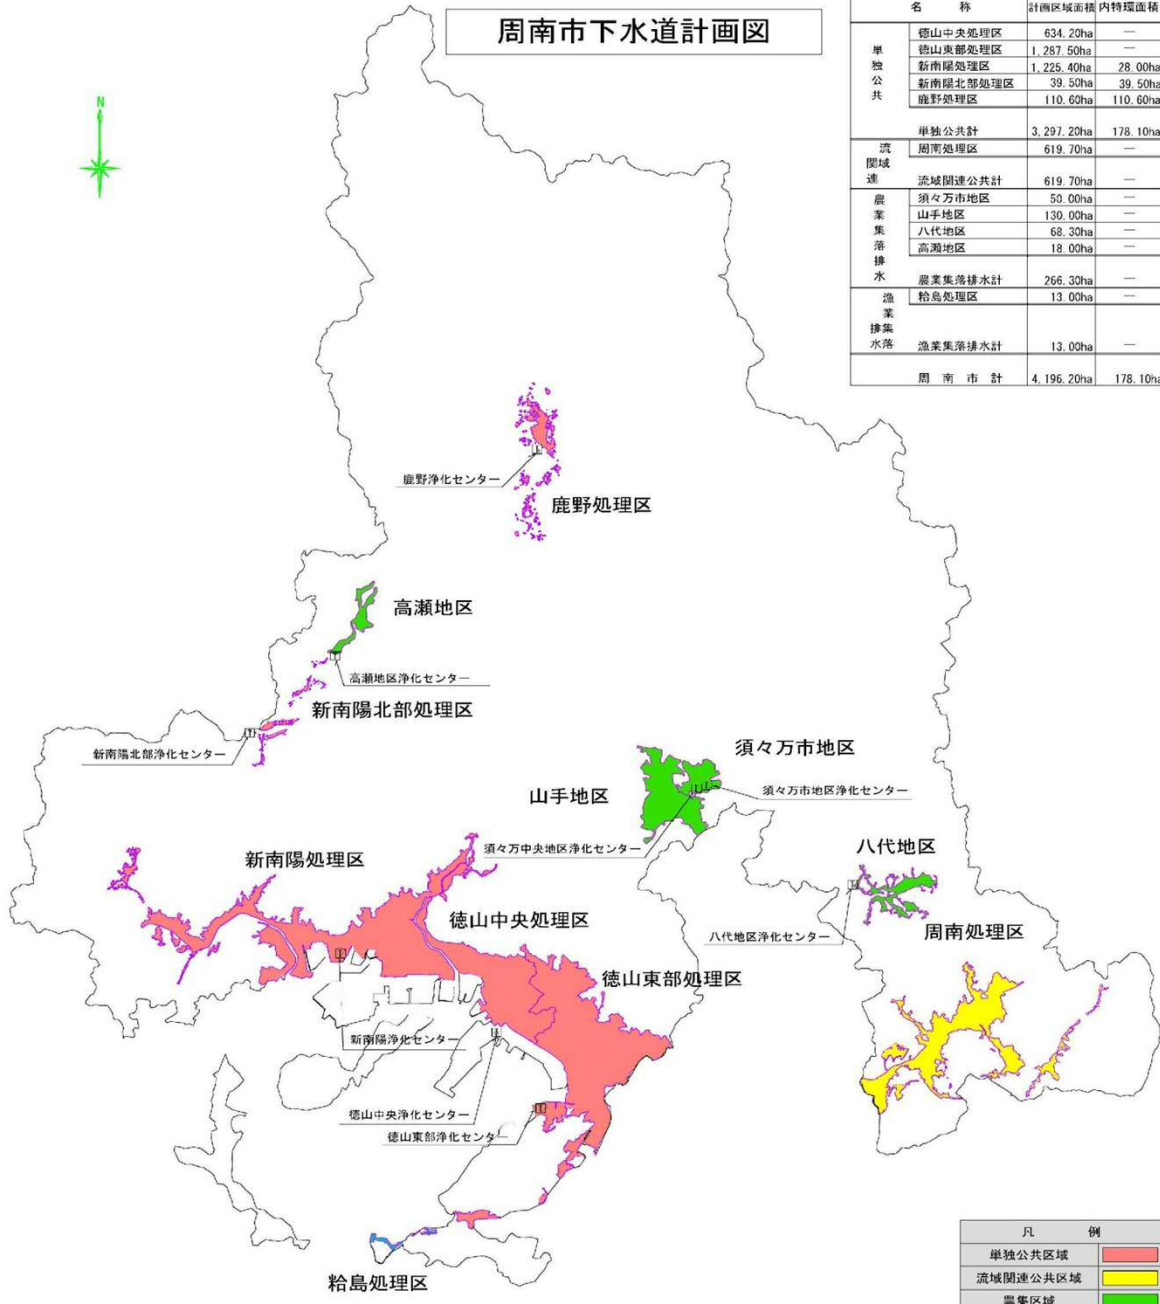 周南市下水道計画図
名 称 計画区域面積 内特環面積
単独公共
徳山中央処理区 634.20ha —
徳山東部処理区 1,287.50ha —
新南陽処理区 1,225.40ha 28.00ha
新南陽北部処理区 39.50ha 39.50ha
鹿野処理区 110.60ha 110.60ha
単独公共計 3,297.20ha 178.10ha
流域関連
周南処理区 619.70ha —
流域関連公共計 619.70ha —
農業集落排水
須々万市地区 50.00ha —
山手地区 130.00ha —
八代地区 68.30ha —
高瀬地区 18.00ha —
農業集落排水計 266.30ha —
漁業集落排水
粭島処理区 13.00ha —
漁業集落排水計 13.00ha —
周南市計 4,196.20ha 178.10ha
N
鹿野浄化センター
鹿野処理区
高瀬地区
高瀬地区浄化センター
新南陽北部処理区
新南陽北部浄化センター
須々万市地区
山手地区
須々万市地区浄化センター
須々万中央地区浄化センター
八代地区
新南陽処理区
徳山中央処理区
八代地区浄化センター
周南処理区
徳山東部処理区
新南陽浄化センター
徳山中央浄化センター
徳山東部浄化センター
粭島処理区
凡 例
単独公共区域
流域関連公共区域
農集区域